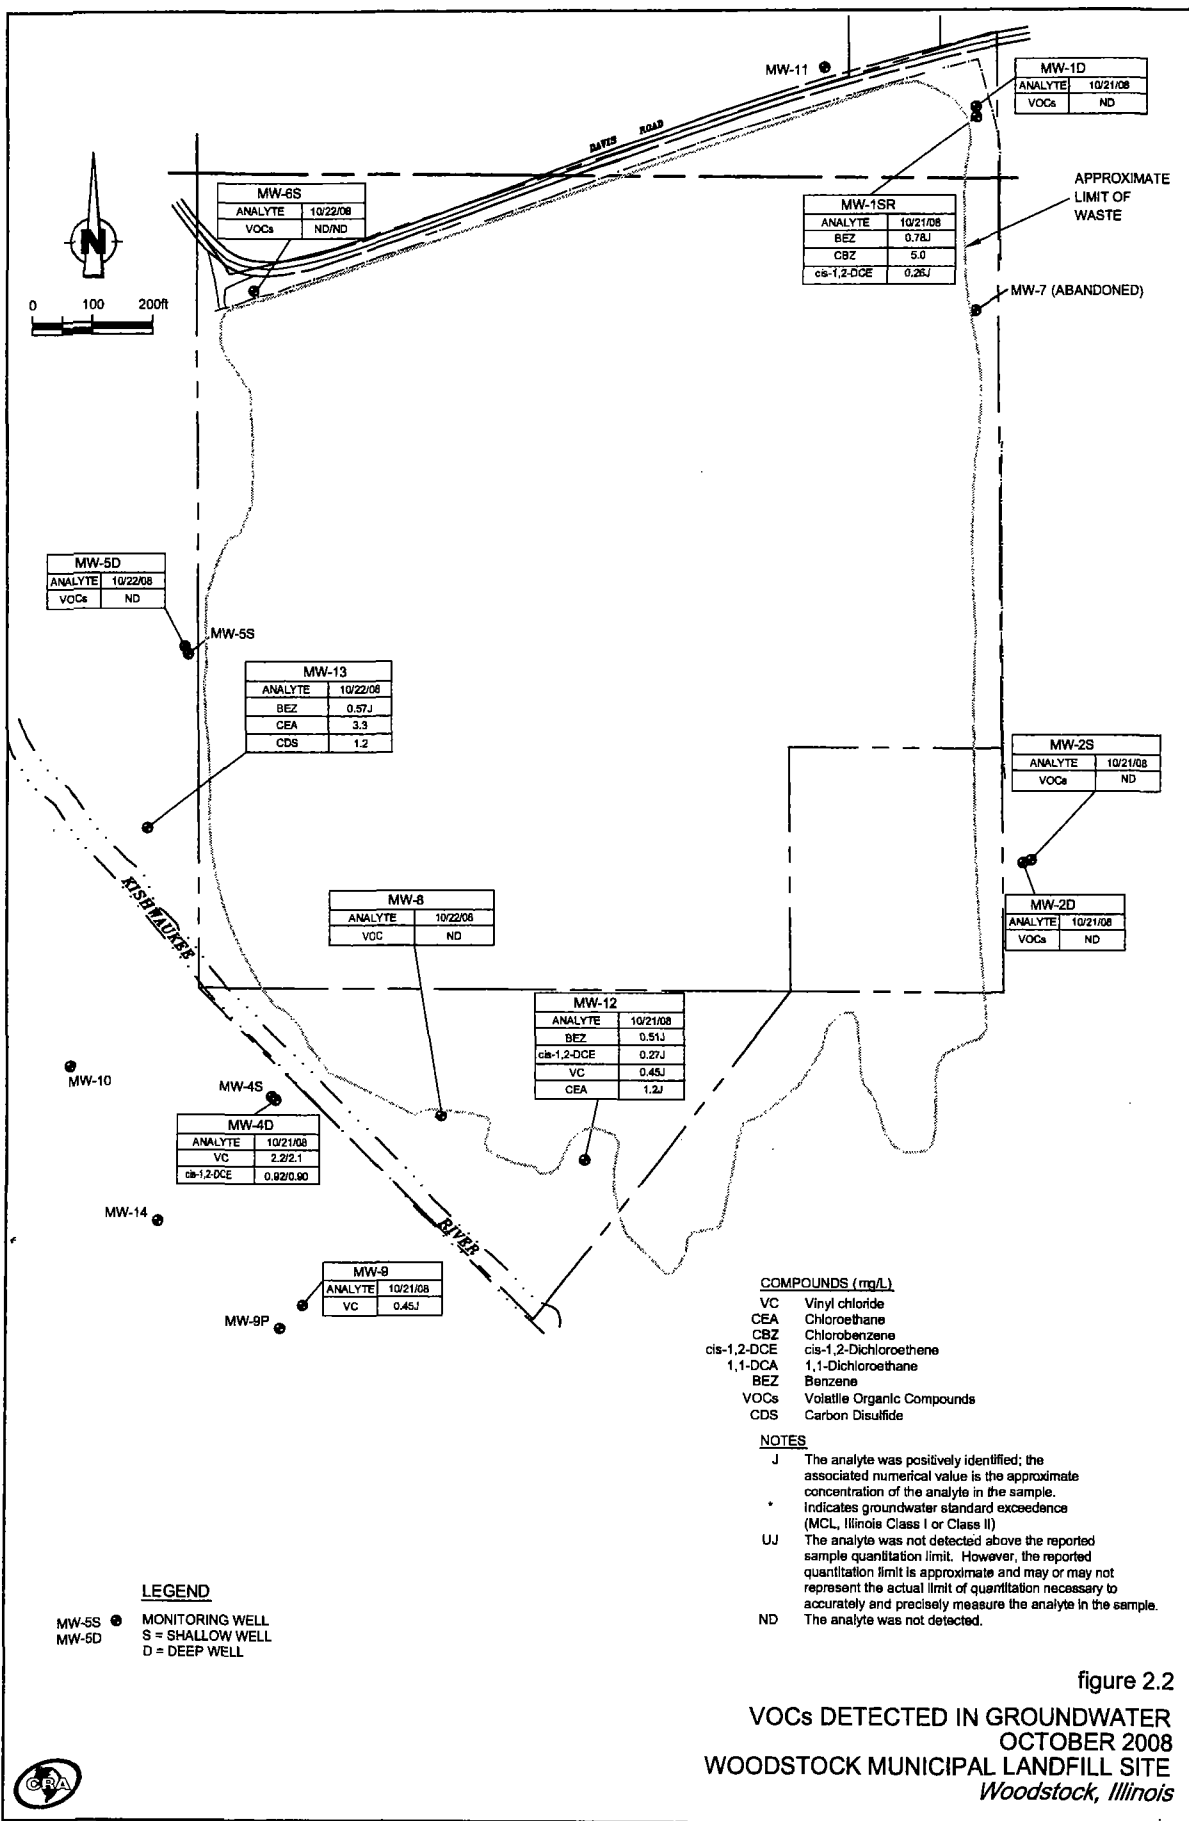 MW-11
MW-1D
ANALYTE 10/21/08
VOCs ND
DAVIS ROAD
APPROXIMATE
LIMIT OF
WASTE
MW-6S
ANALYTE 10/22/08
VOCs ND/ND
MW-1SR
ANALYTE 10/21/08
BEZ 0.78J
CBZ 5.0
cis-1,2-DCE 0.26J
N
0 100 200ft
MW-7 (ABANDONED)
MW-5D
ANALYTE 10/22/08
VOCs ND
MW-5S
MW-13
ANALYTE 10/22/08
BEZ 0.57J
CEA 3.3
CDS 1.2
MW-2S
ANALYTE 10/21/08
VOCs ND
KISHWAUKEE
MW-8
ANALYTE 10/22/08
VOC ND
MW-2D
ANALYTE 10/21/08
VOCs ND
MW-12
ANALYTE 10/21/08
BEZ 0.51J
cis-1,2-DCE 0.27J
VC 0.45J
CEA 1.2J
MW-10
MW-4S
MW-4D
ANALYTE 10/21/08
VC 2.2/2.1
cis-1,2-DCE 0.92/0.90
MW-14
RIVER
MW-9
ANALYTE 10/21/08
VC 0.45J
MW-9P
COMPOUNDS (mg/L)
VC Vinyl chloride
CEA Chloroethane
CBZ Chlorobenzene
cis-1,2-DCE cis-1,2-Dichloroethene
1,1-DCA 1,1-Dichloroethane
BEZ Benzene
VOCs Volatile Organic Compounds
CDS Carbon Disulfide
NOTES
J The analyte was positively identified; the
associated numerical value is the approximate
concentration of the analyte in the sample.
* Indicates groundwater standard exceedence
(MCL, Illinois Class I or Class II)
UJ The analyte was not detected above the reported
sample quantitation limit. However, the reported
quantitation limit is approximate and may or may not
represent the actual limit of quantitation necessary to
accurately and precisely measure the analyte in the sample.
ND The analyte was not detected.
LEGEND
MW-5S MONITORING WELL
MW-5D S = SHALLOW WELL
D = DEEP WELL
figure 2.2
VOCs DETECTED IN GROUNDWATER
OCTOBER 2008
WOODSTOCK MUNICIPAL LANDFILL SITE
Woodstock, Illinois
CRA